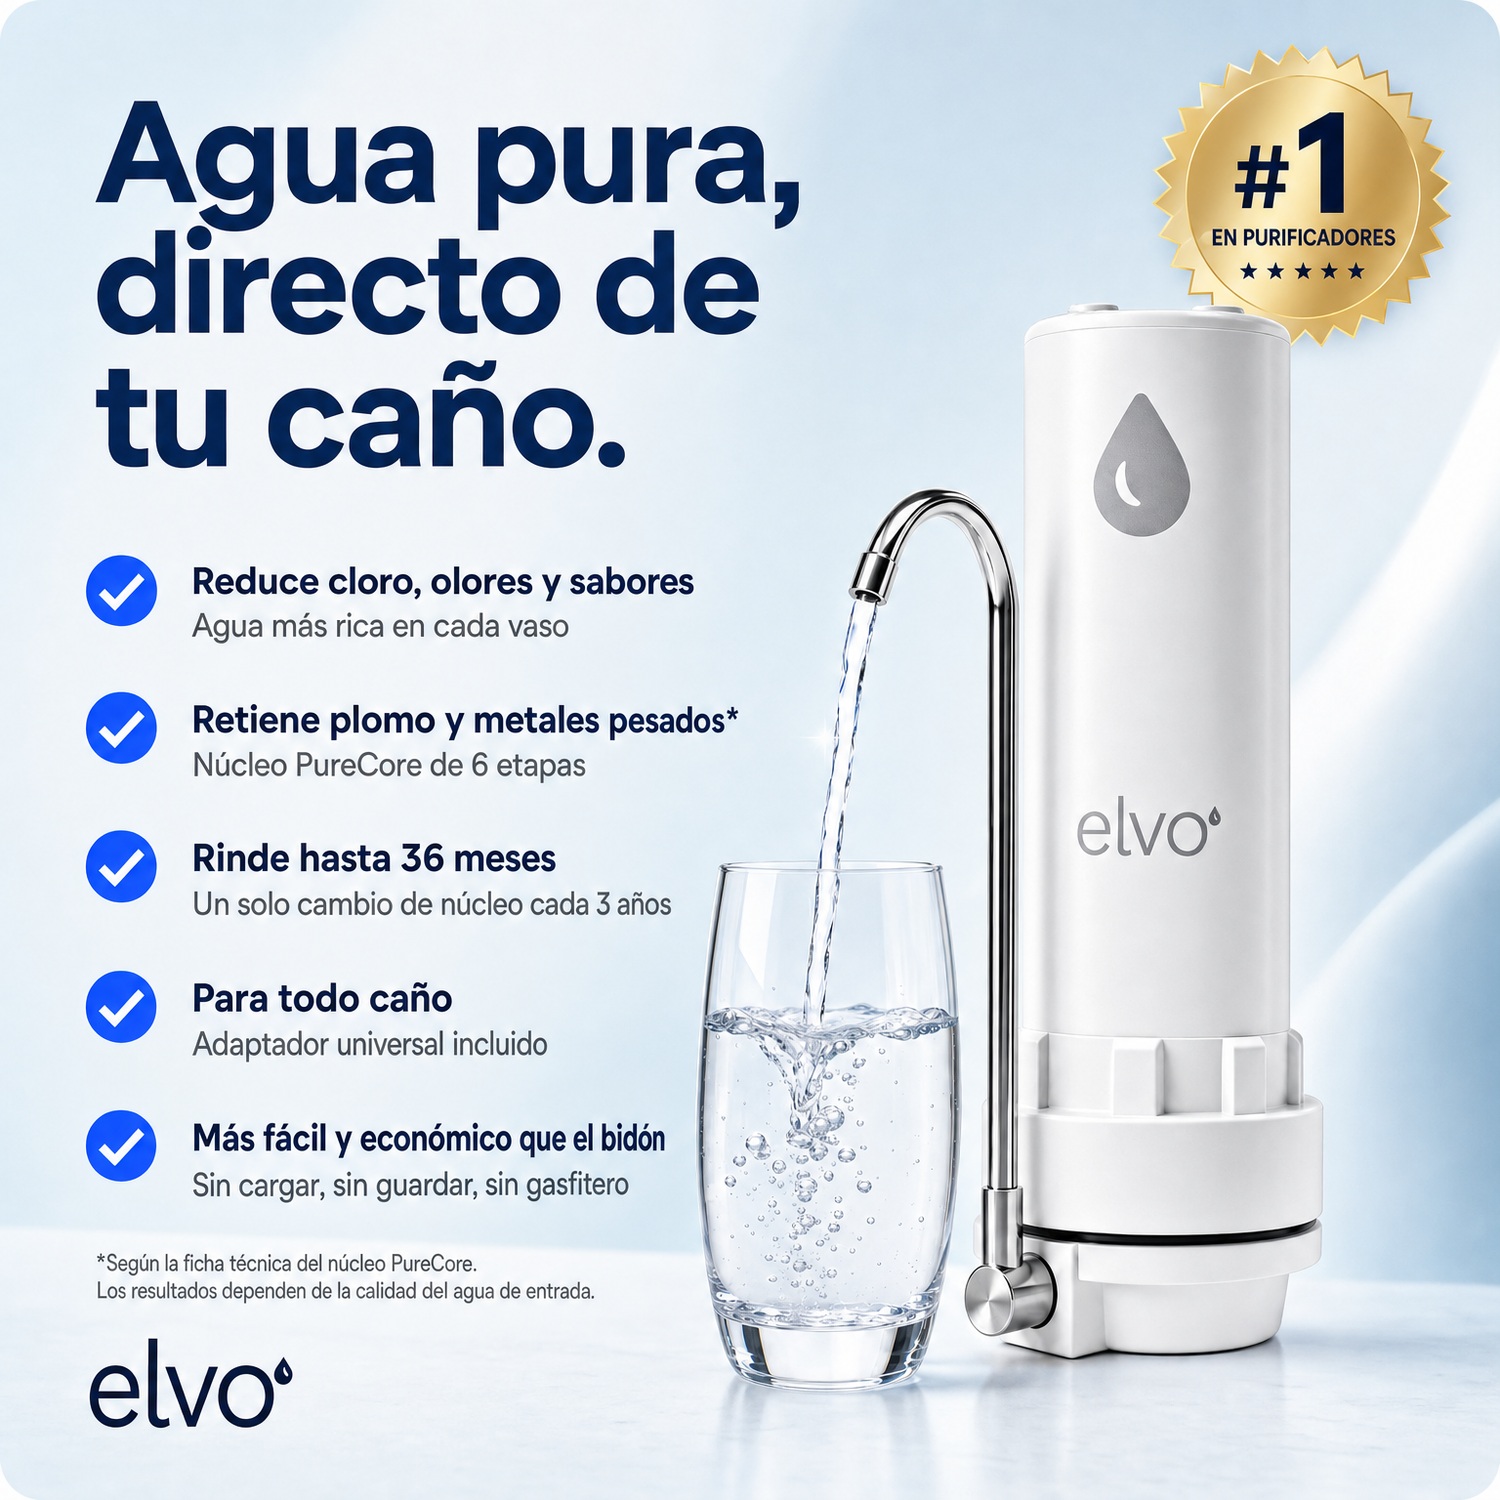 Agua pura,
directo de
tu caño.
#1
EN PURIFICADORES
Reduce cloro, olores y sabores
Agua más rica en cada vaso
Retiene plomo y metales pesados*
Núcleo PureCore de 6 etapas
Rinde hasta 36 meses
Un solo cambio de núcleo cada 3 años
Para todo caño
Adaptador universal incluido
Más fácil y económico que el bidón
Sin cargar, sin guardar, sin gasfitero
*Según la ficha técnica del núcleo PureCore.
Los resultados dependen de la calidad del agua de entrada.
elvo
elvo